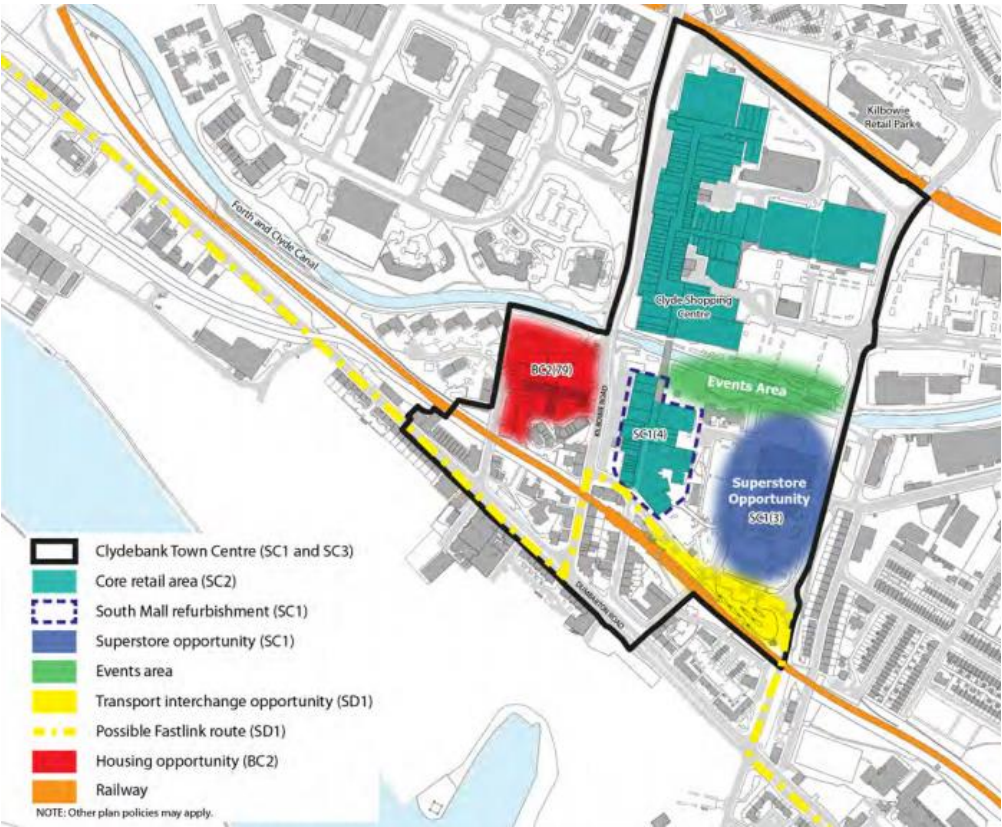 Kilbowie
Retail Park
Forth and Clyde Canal
Clyde Shopping
Centre
BC2(79)
Events Area
KILBOWIE ROAD
SC1(4)
Superstore
Opportunity
SC1(3)
DUMBARTON ROAD
Clydebank Town Centre (SC1 and SC3)
Core retail area (SC2)
South Mall refurbishment (SC1)
Superstore opportunity (SC1)
Events area
Transport interchange opportunity (SD1)
Possible Fastlink route (SD1)
Housing opportunity (BC2)
Railway
NOTE: Other plan policies may apply.